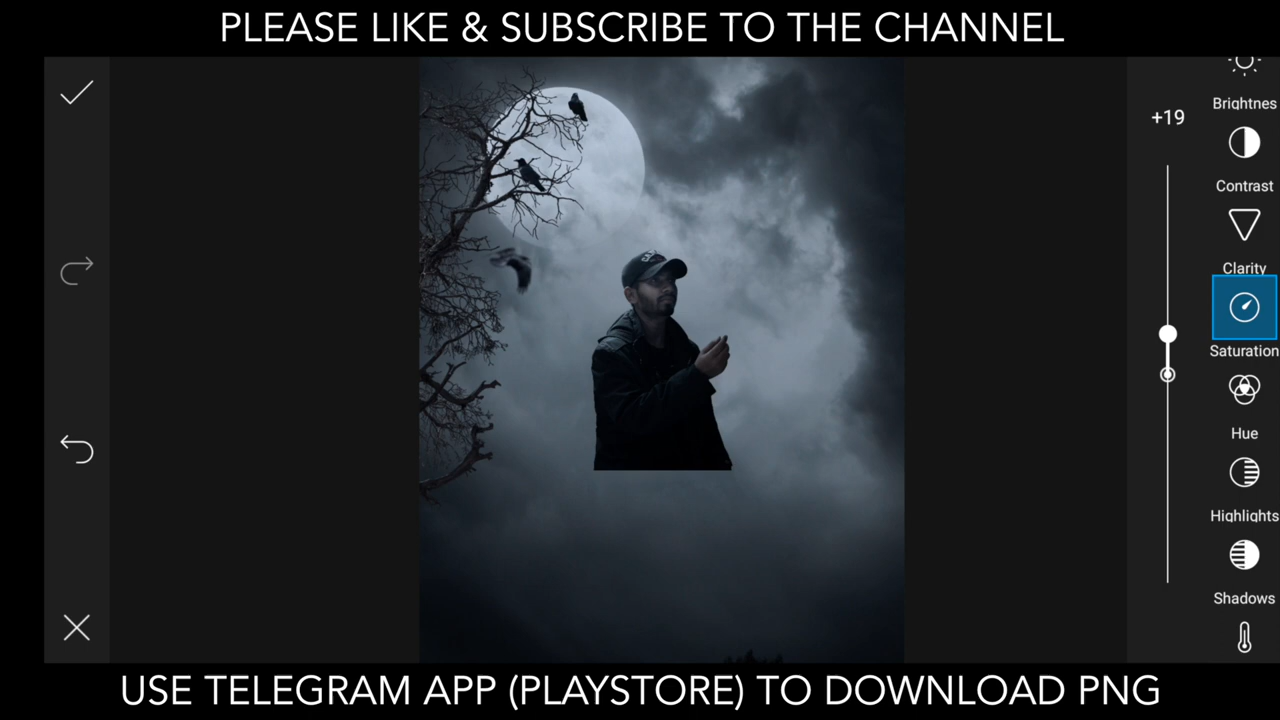 PLEASE LIKE & SUBSCRIBE TO THE CHANNEL
+19
Brightnes
Contrast
Clarity
Saturation
Hue
Highlights
Shadows
USE TELEGRAM APP (PLAYSTORE) TO DOWNLOAD PNG